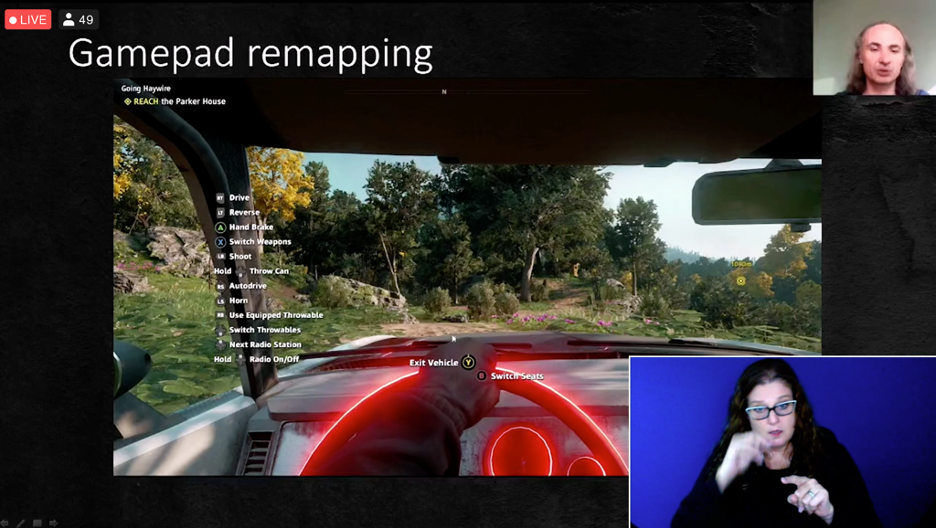 LIVE 49
Gamepad remapping
Going Haywire
REACH the Parker House
N
RT Drive
LT Reverse
A Hand Brake
X Switch Weapons
LB Shoot
Hold Throw Can
RS Autodrive
LS Horn
RB Use Equipped Throwable
Switch Throwables
Next Radio Station
Hold Radio On/Off
Exit Vehicle Y
B Switch Seats